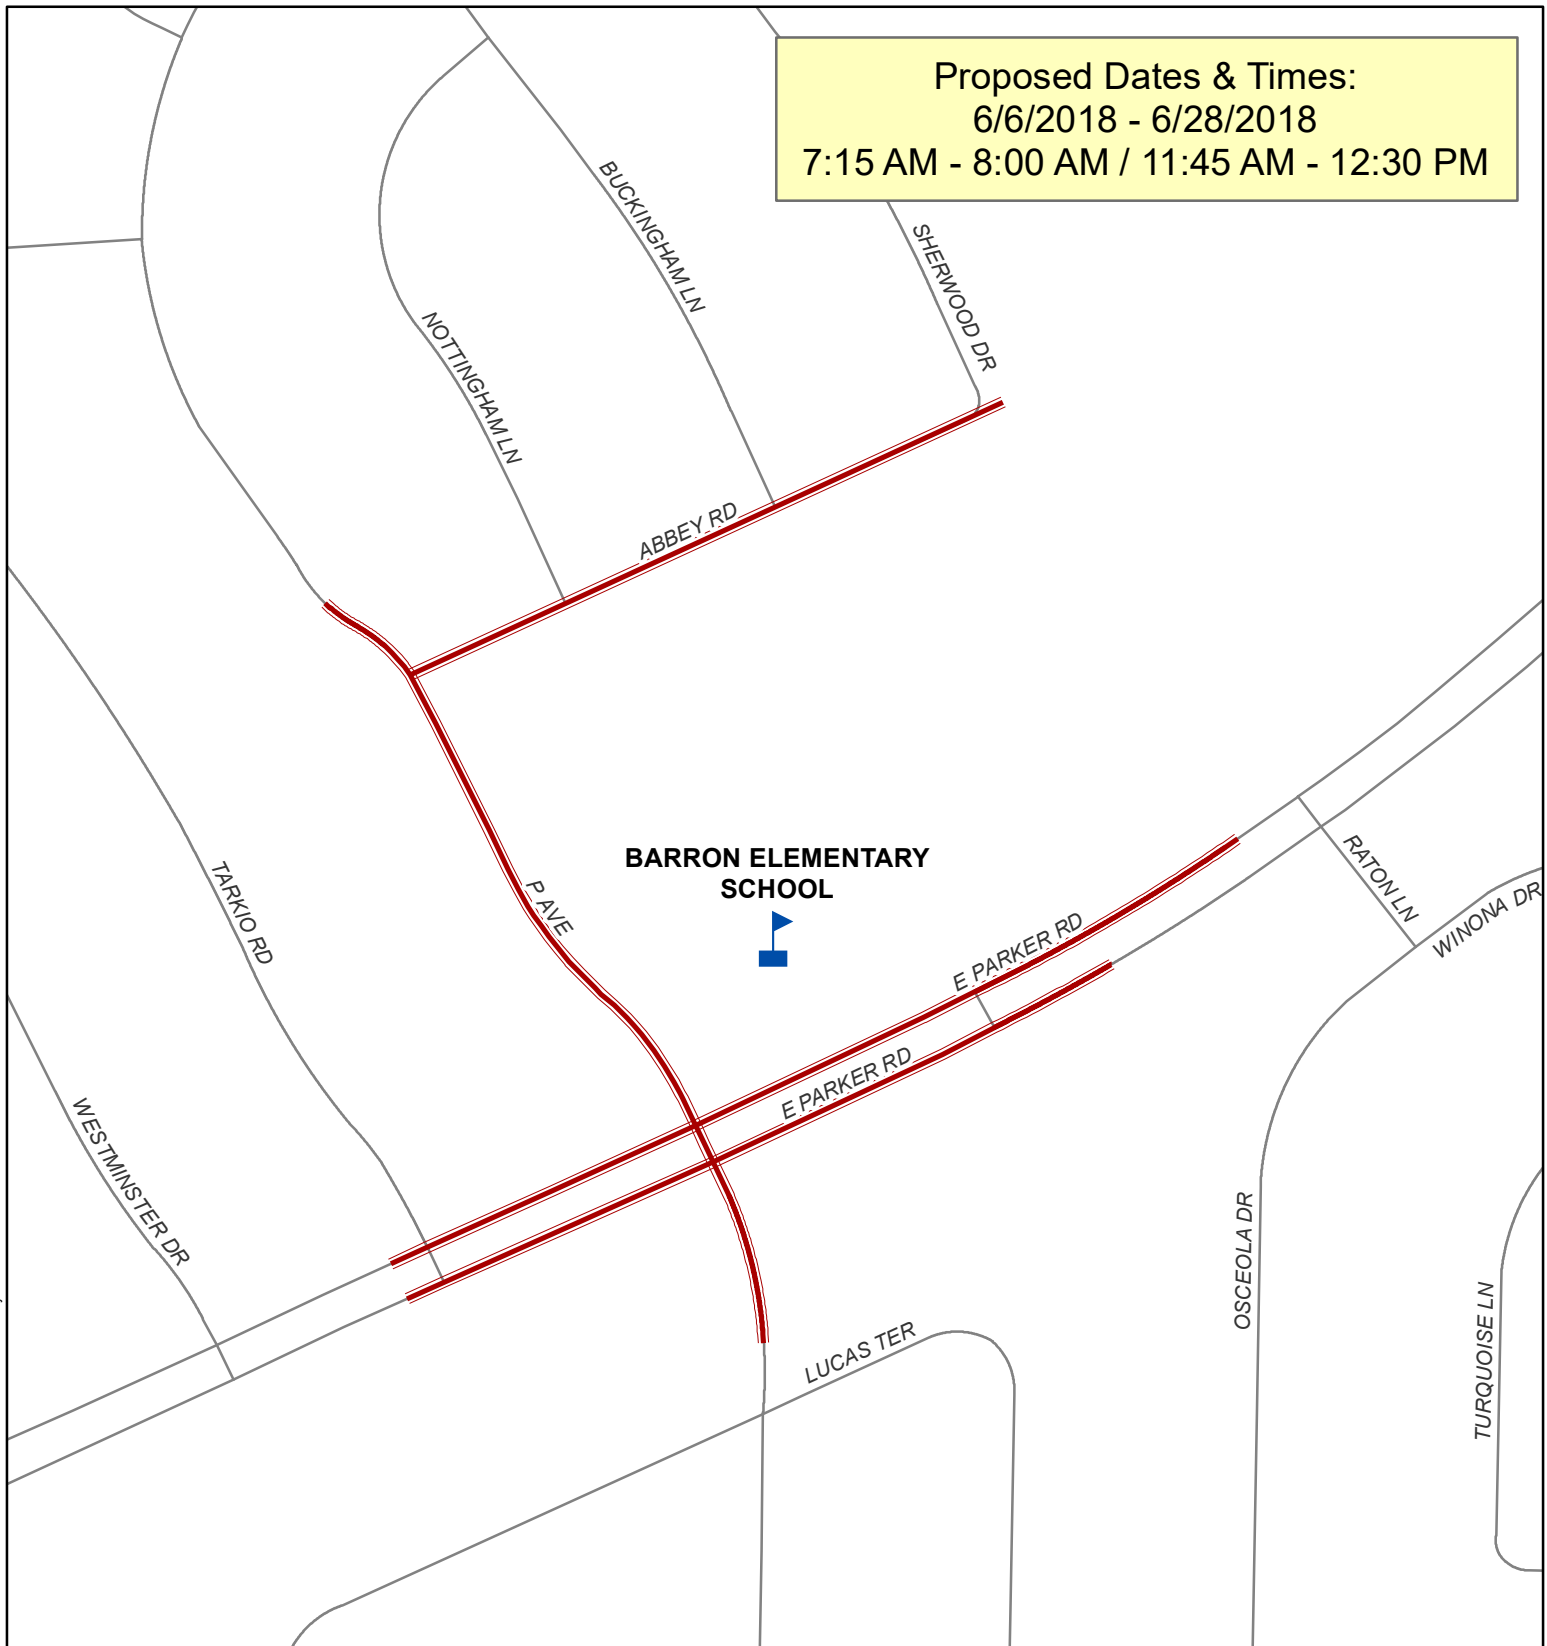 Proposed Dates & Times:
6/6/2018 - 6/28/2018
7:15 AM - 8:00 AM / 11:45 AM - 12:30 PM
BUCKINGHAM LN
SHERWOOD DR
NOTTINGHAM LN
ABBEY RD
BARRON ELEMENTARY
SCHOOL
RATON LN
TARKIO RD
P AVE
WINONA DR
E PARKER RD
E PARKER RD
WESTMINSTER DR
OSCEOLA DR
TURQUOISE LN
LUCAS TER